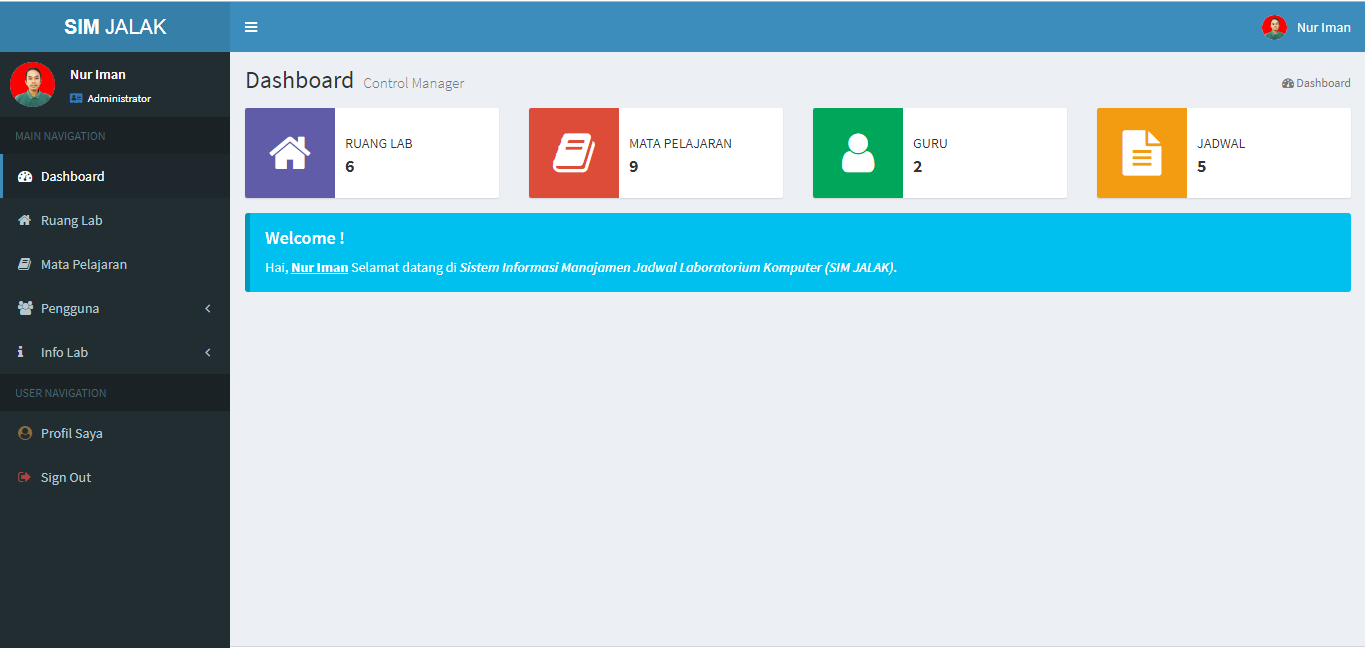 SIM JALAK
Nur Iman
Nur Iman
Administrator
MAIN NAVIGATION
Dashboard
Ruang Lab
Mata Pelajaran
Pengguna
Info Lab
USER NAVIGATION
Profil Saya
Sign Out
Dashboard Control Manager
Dashboard
RUANG LAB
6
MATA PELAJARAN
9
GURU
2
JADWAL
5
Welcome !
Hai, Nur Iman Selamat datang di Sistem Informasi Manajamen Jadwal Laboratorium Komputer (SIM JALAK).